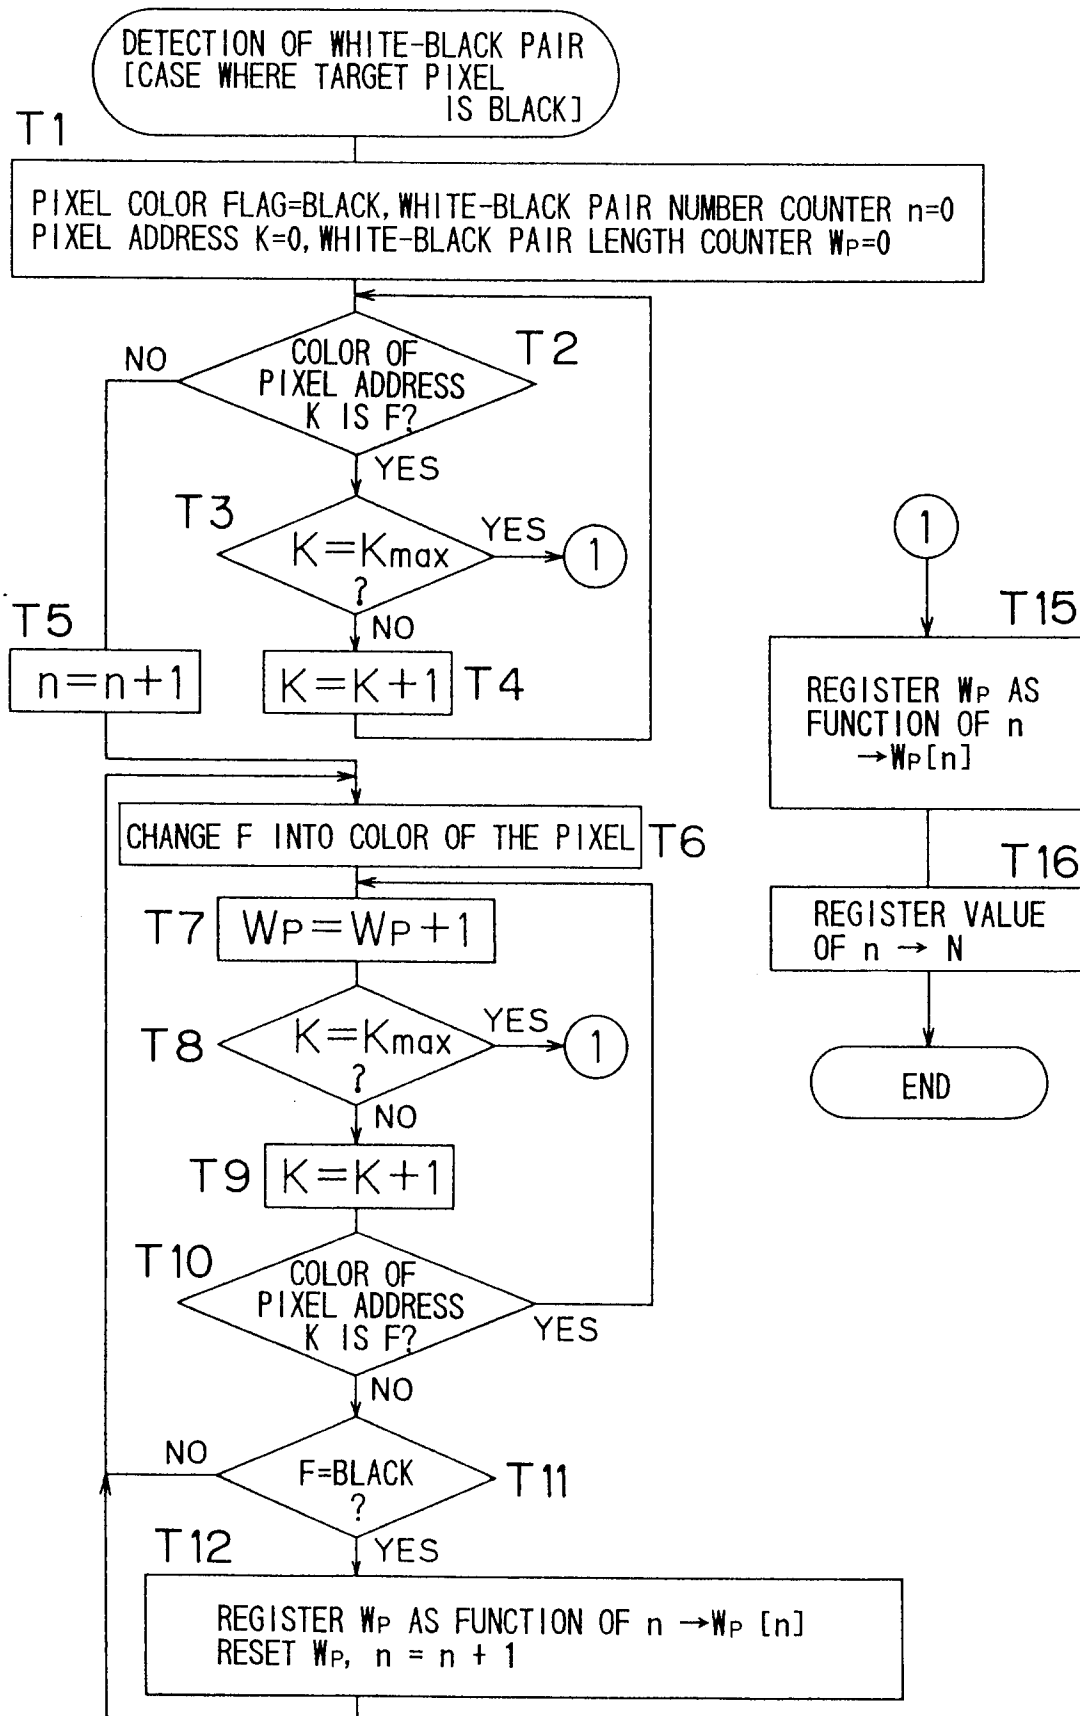 DETECTION OF WHITE-BLACK PAIR
[CASE WHERE TARGET PIXEL
IS BLACK]
T1
PIXEL COLOR FLAG=BLACK, WHITE-BLACK PAIR NUMBER COUNTER n=0
PIXEL ADDRESS K=0, WHITE-BLACK PAIR LENGTH COUNTER WP=0
T2
COLOR OF
PIXEL ADDRESS
K IS F?
NO
YES
T3
K=Kmax
?
YES
1
NO
T4
K=K+1
T5
n=n+1
CHANGE F INTO COLOR OF THE PIXEL
T6
T7
WP=WP+1
T8
K=Kmax
?
YES
1
NO
T9
K=K+1
T10
COLOR OF
PIXEL ADDRESS
K IS F?
YES
NO
T11
F=BLACK
?
NO
YES
T12
REGISTER WP AS FUNCTION OF n →WP [n]
RESET WP, n = n + 1
1
T15
REGISTER WP AS
FUNCTION OF n
→WP[n]
T16
REGISTER VALUE
OF n → N
END